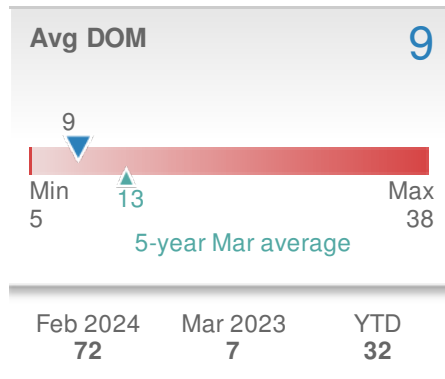 Avg DOM 9
9
Min Max
5 13 38
5-year Mar average
Feb 2024 Mar 2023 YTD
72 7 32